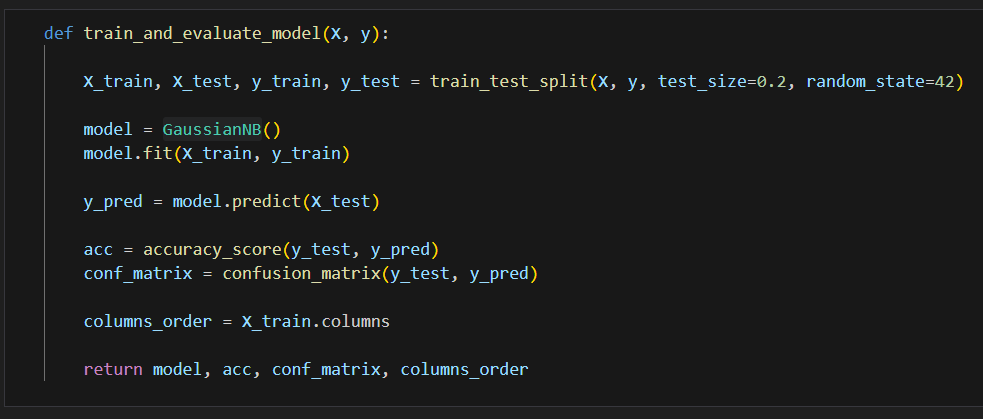 def train_and_evaluate_model(X, y):
X_train, X_test, y_train, y_test = train_test_split(X, y, test_size=0.2, random_state=42)
model = GaussianNB()
model.fit(X_train, y_train)
y_pred = model.predict(X_test)
acc = accuracy_score(y_test, y_pred)
conf_matrix = confusion_matrix(y_test, y_pred)
columns_order = X_train.columns
return model, acc, conf_matrix, columns_order